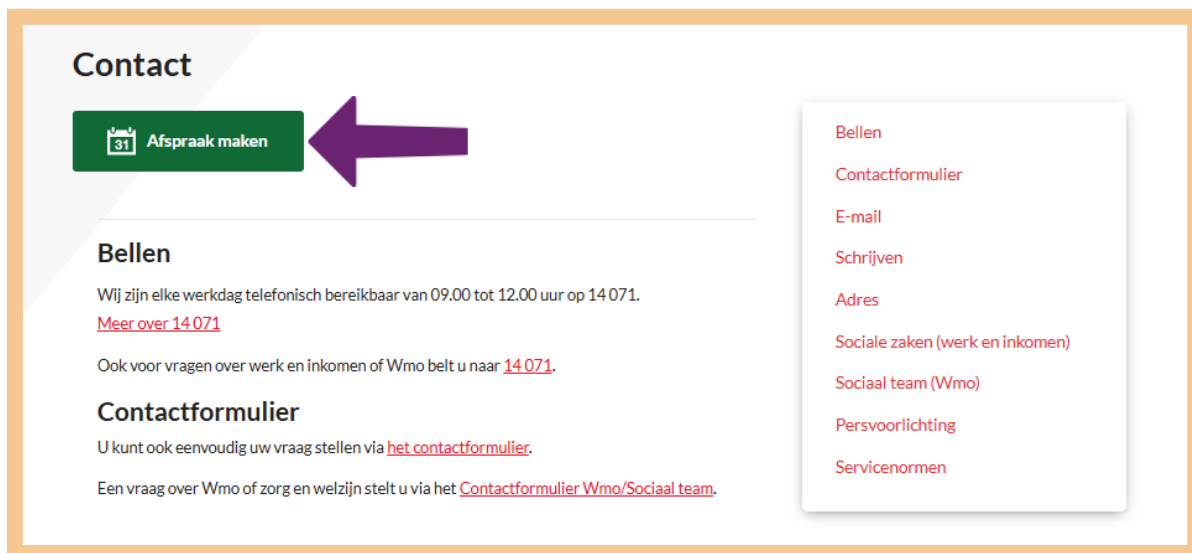 Contact
31 Afspraak maken
Bellen
Wij zijn elke werkdag telefonisch bereikbaar van 09.00 tot 12.00 uur op 14 071.
Meer over 14 071
Ook voor vragen over werk en inkomen of Wmo belt u naar 14 071.
Contactformulier
U kunt ook eenvoudig uw vraag stellen via het contactformulier.
Een vraag over Wmo of zorg en welzijn stelt u via het Contactformulier Wmo/Sociaal team.
Bellen
Contactformulier
E-mail
Schrijven
Adres
Sociale zaken (werk en inkomen)
Sociaal team (Wmo)
Persvoorlichting
Servicenormen